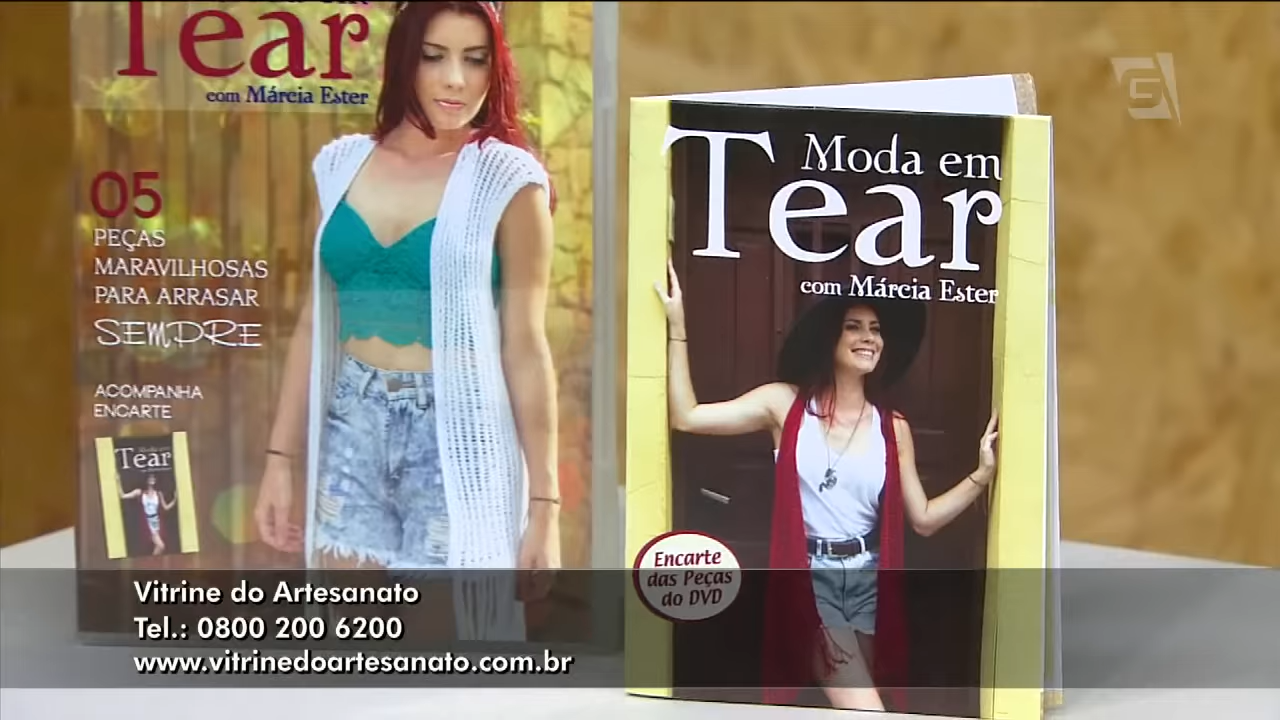 Tear
com Márcia Ester
05
PEÇAS
MARAVILHOSAS
PARA ARRASAR
SEMPRE
ACOMPANHA
ENCARTE
Tear
Moda em
Tear
com Márcia Ester
Encarte
das Peças
do DVD
Vitrine do Artesanato
Tel.: 0800 200 6200
www.vitrinedoartesanato.com.br